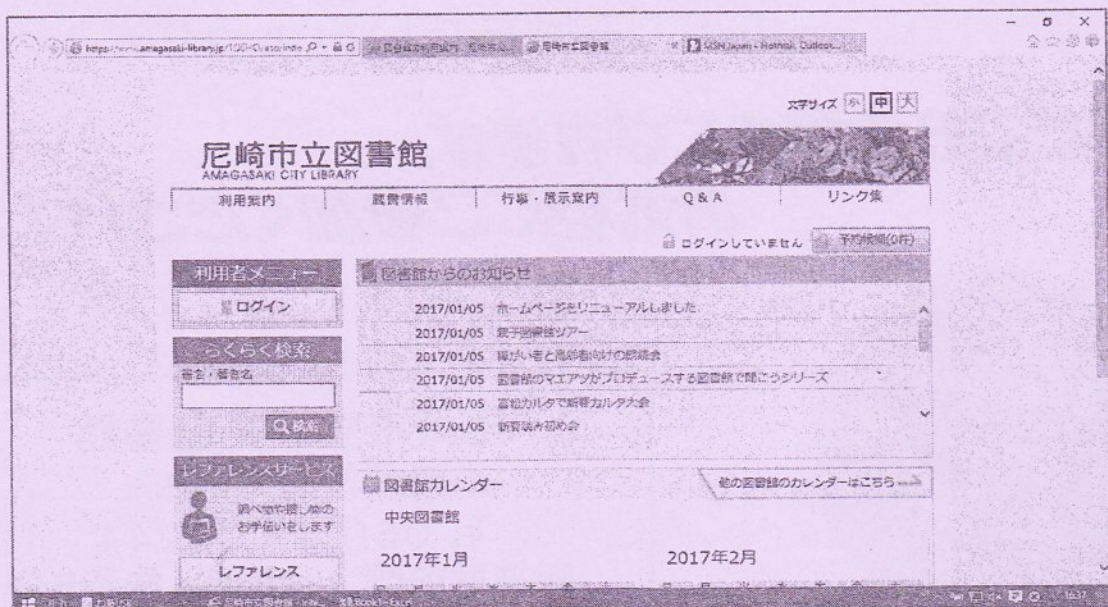 文字サイズ 小 中 大
尼崎市立図書館
AMAGASAKI CITY LIBRARY
利用案内 蔵書情報 行事・展示案内 Q & A リンク集
ログインしていません 予約候補(0件)
利用者メニュー
ログイン
らくらく検索
書名・著者名
検索
レファレンスサービス
調べ物や探し物の
お手伝いをします
レファレンス
図書館からのお知らせ
2017/01/05 ホームページをリニューアルしました
2017/01/05 親子図書館ツアー
2017/01/05 障がい者と高齢者向けの朗読会
2017/01/05 図書館のマエアツがプロデュースする図書館で聞こうシリーズ
2017/01/05 富松カルタで新春カルタ大会
2017/01/05 新春読み初め会
図書館カレンダー
他の図書館のカレンダーはこちら
中央図書館
2017年1月 2017年2月
16:37